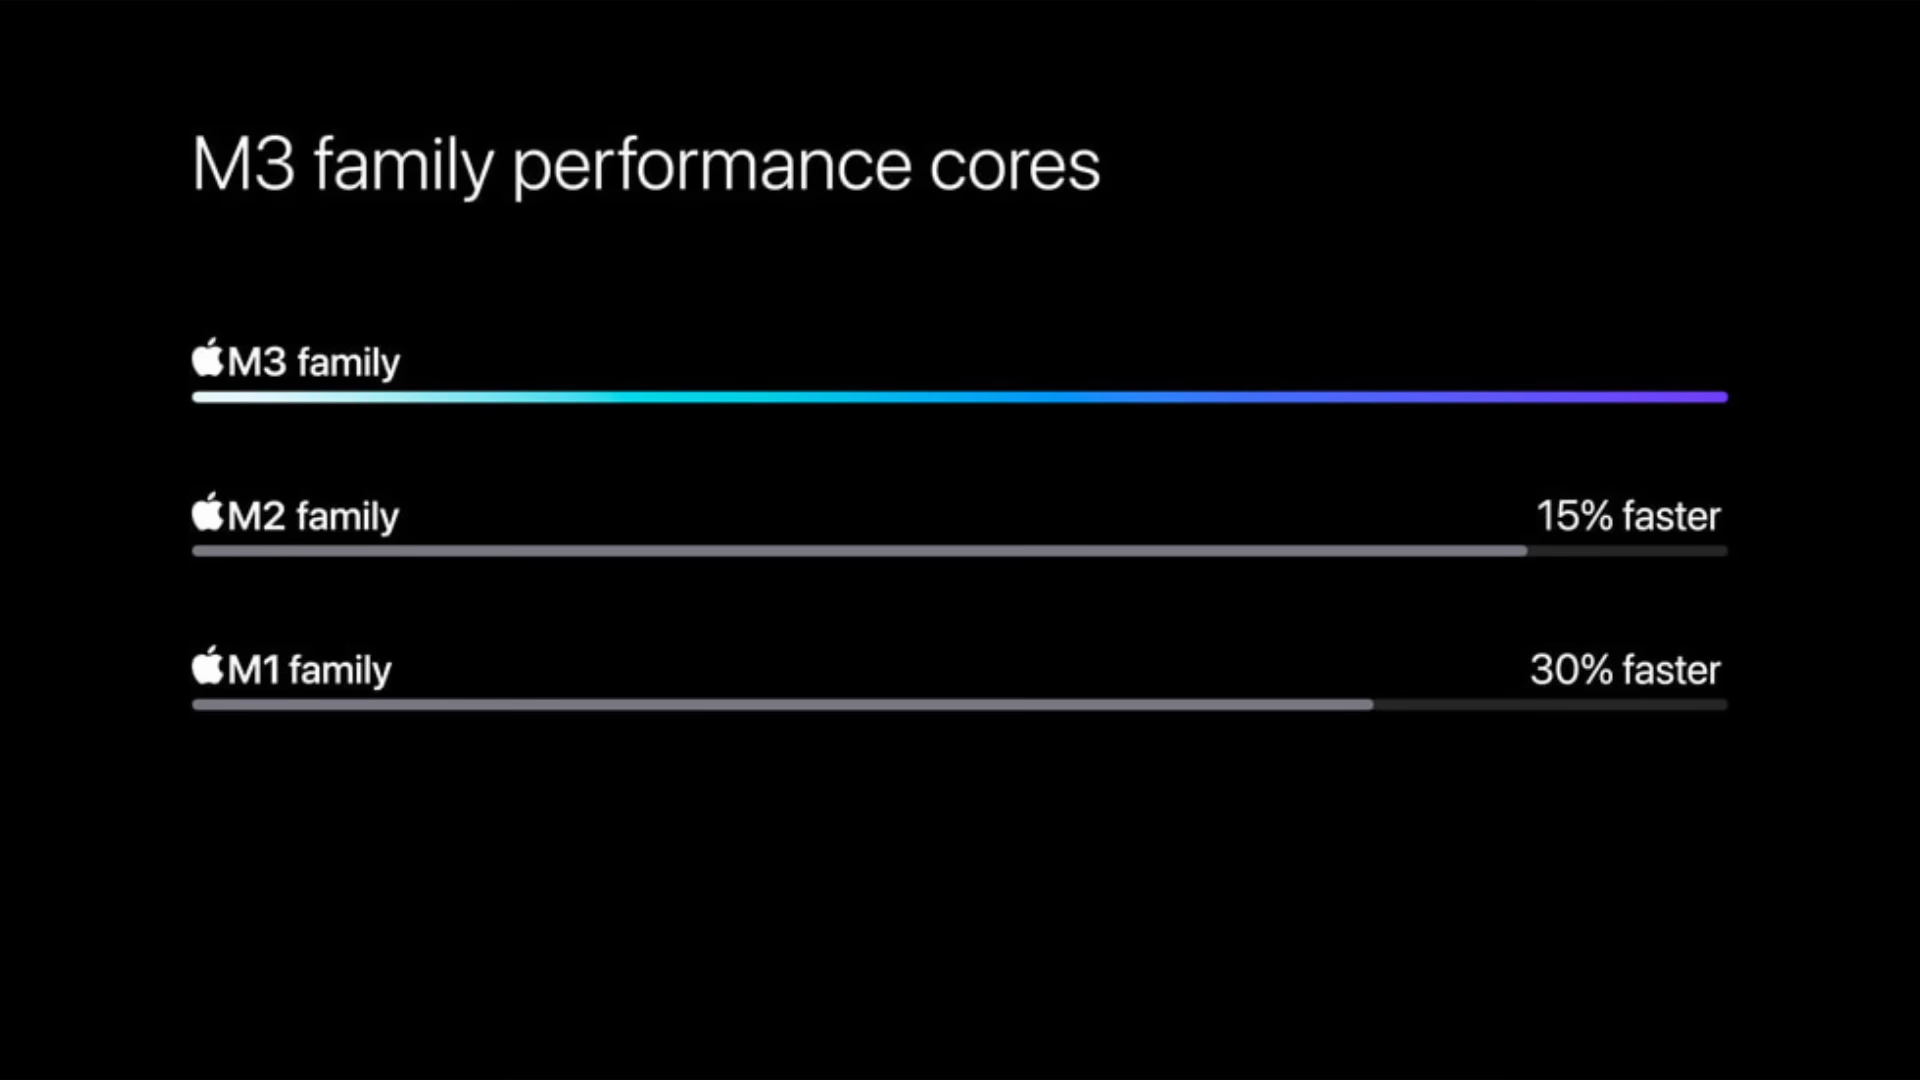 M3 family performance cores
M3 family
M2 family
15% faster
M1 family
30% faster